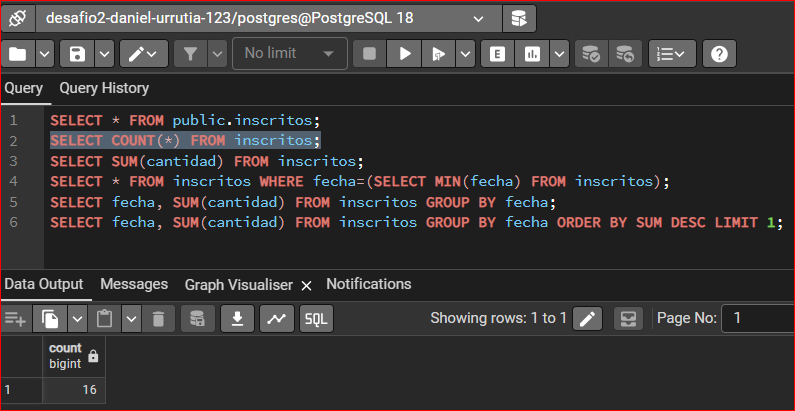 desafio2-daniel-urrutia-123/postgres@PostgreSQL 18
No limit
E
Query Query History
1 SELECT * FROM public.inscritos;
2 SELECT COUNT(*) FROM inscritos;
3 SELECT SUM(cantidad) FROM inscritos;
4 SELECT * FROM inscritos WHERE fecha=(SELECT MIN(fecha) FROM inscritos);
5 SELECT fecha, SUM(cantidad) FROM inscritos GROUP BY fecha;
6 SELECT fecha, SUM(cantidad) FROM inscritos GROUP BY fecha ORDER BY SUM DESC LIMIT 1;
Data Output Messages Graph Visualiser Notifications
SQL Showing rows: 1 to 1 Page No: 1
count
bigint
1 16